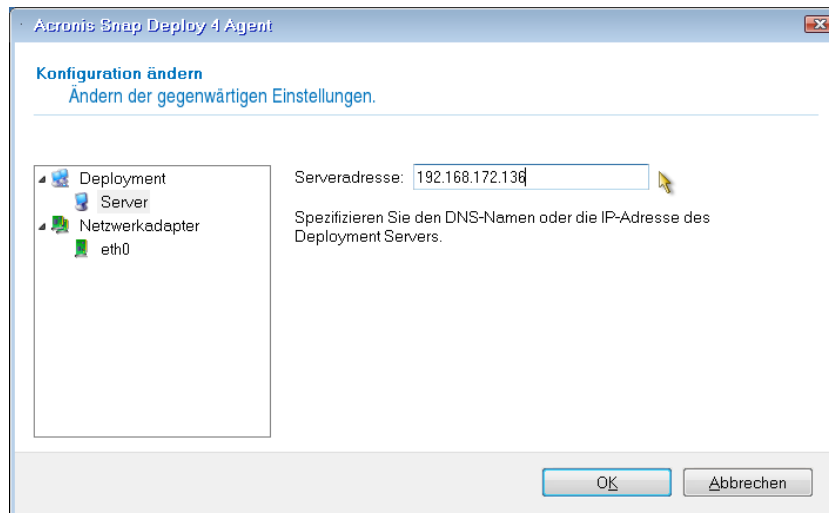 Acronis Snap Deploy 4 Agent
Konfiguration ändern
Ändern der gegenwärtigen Einstellungen.
Deployment
Server
Netzwerkadapter
eth0
Serveradresse: 192.168.172.136
Spezifizieren Sie den DNS-Namen oder die IP-Adresse des
Deployment Servers.
OK
Abbrechen